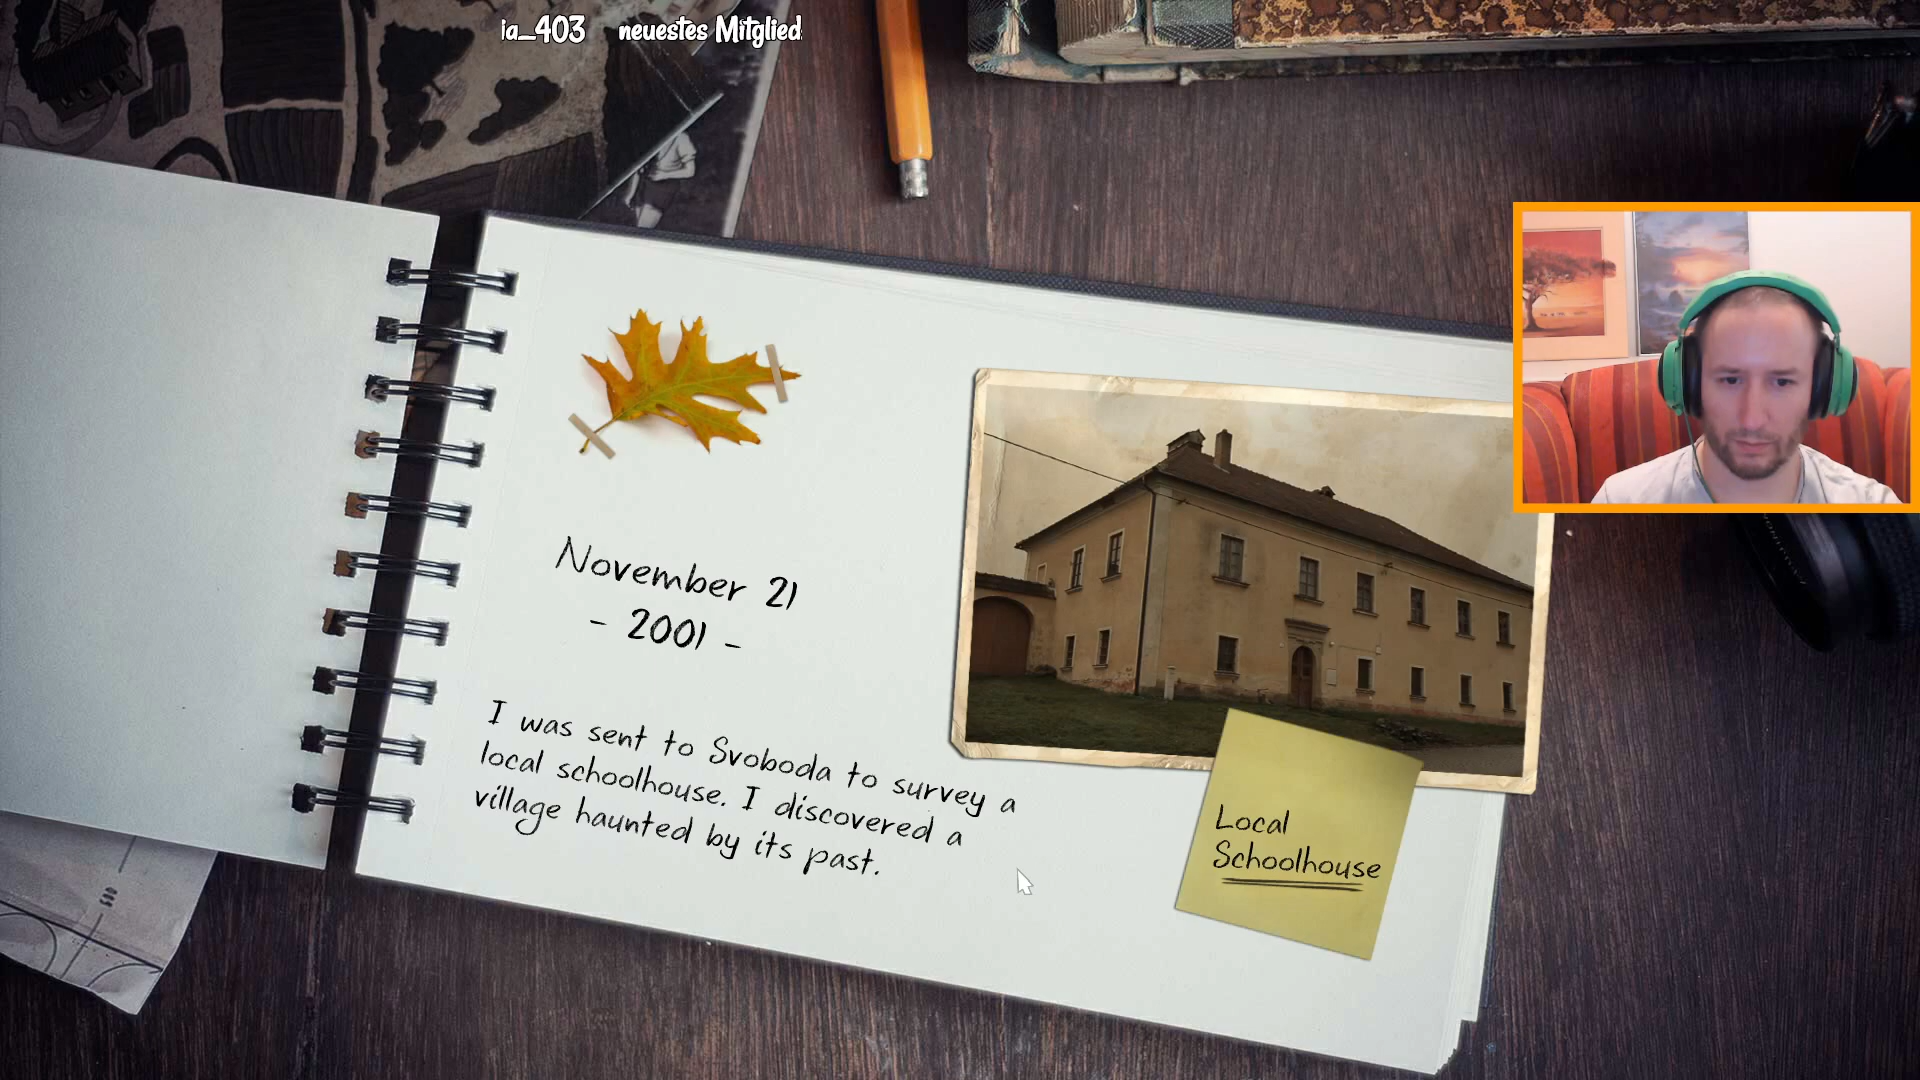 ia_403 neuestes Mitglied
November 21
- 2001 -
I was sent to Svoboda to survey a
local schoolhouse. I discovered a
village haunted by its past.
Local
Schoolhouse